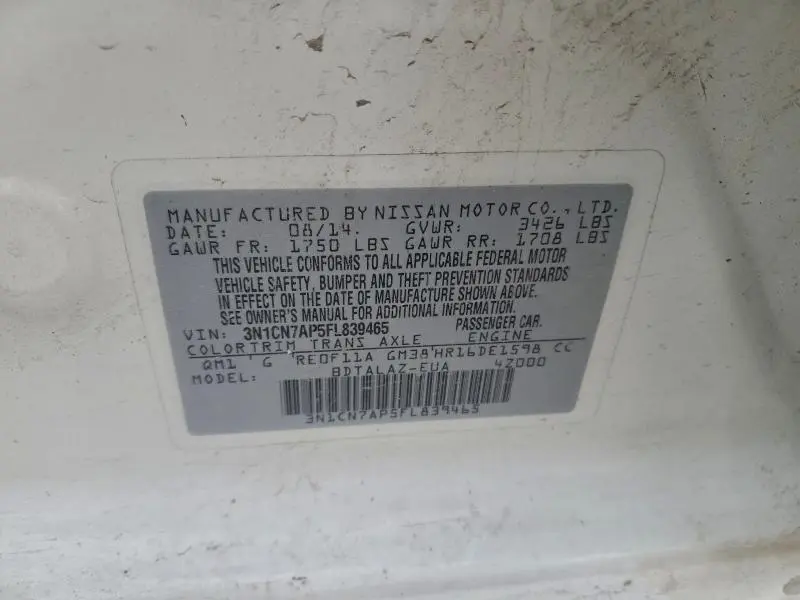 MANUFACTURED BY NISSAN MOTOR CO., LTD.
DATE: 08/14. GVWR: 3426 LBS
GAWR FR: 1750 LBS GAWR RR: 1708 LBS
THIS VEHICLE CONFORMS TO ALL APPLICABLE FEDERAL MOTOR
VEHICLE SAFETY, BUMPER AND THEFT PREVENTION STANDARDS
IN EFFECT ON THE DATE OF MANUFACTURE SHOWN ABOVE.
SEE OWNER'S MANUAL FOR ADDITIONAL INFORMATION.
VIN: 3N1CN7AP5FL839465 PASSENGER CAR.
COLOR TRIM TRANS AXLE ENGINE
QM1 G RE0F11A GM38 HR16DE1598 CC
MODEL: BDTALAZ-EUA 4Z000
3N1CN7AP5FL839465